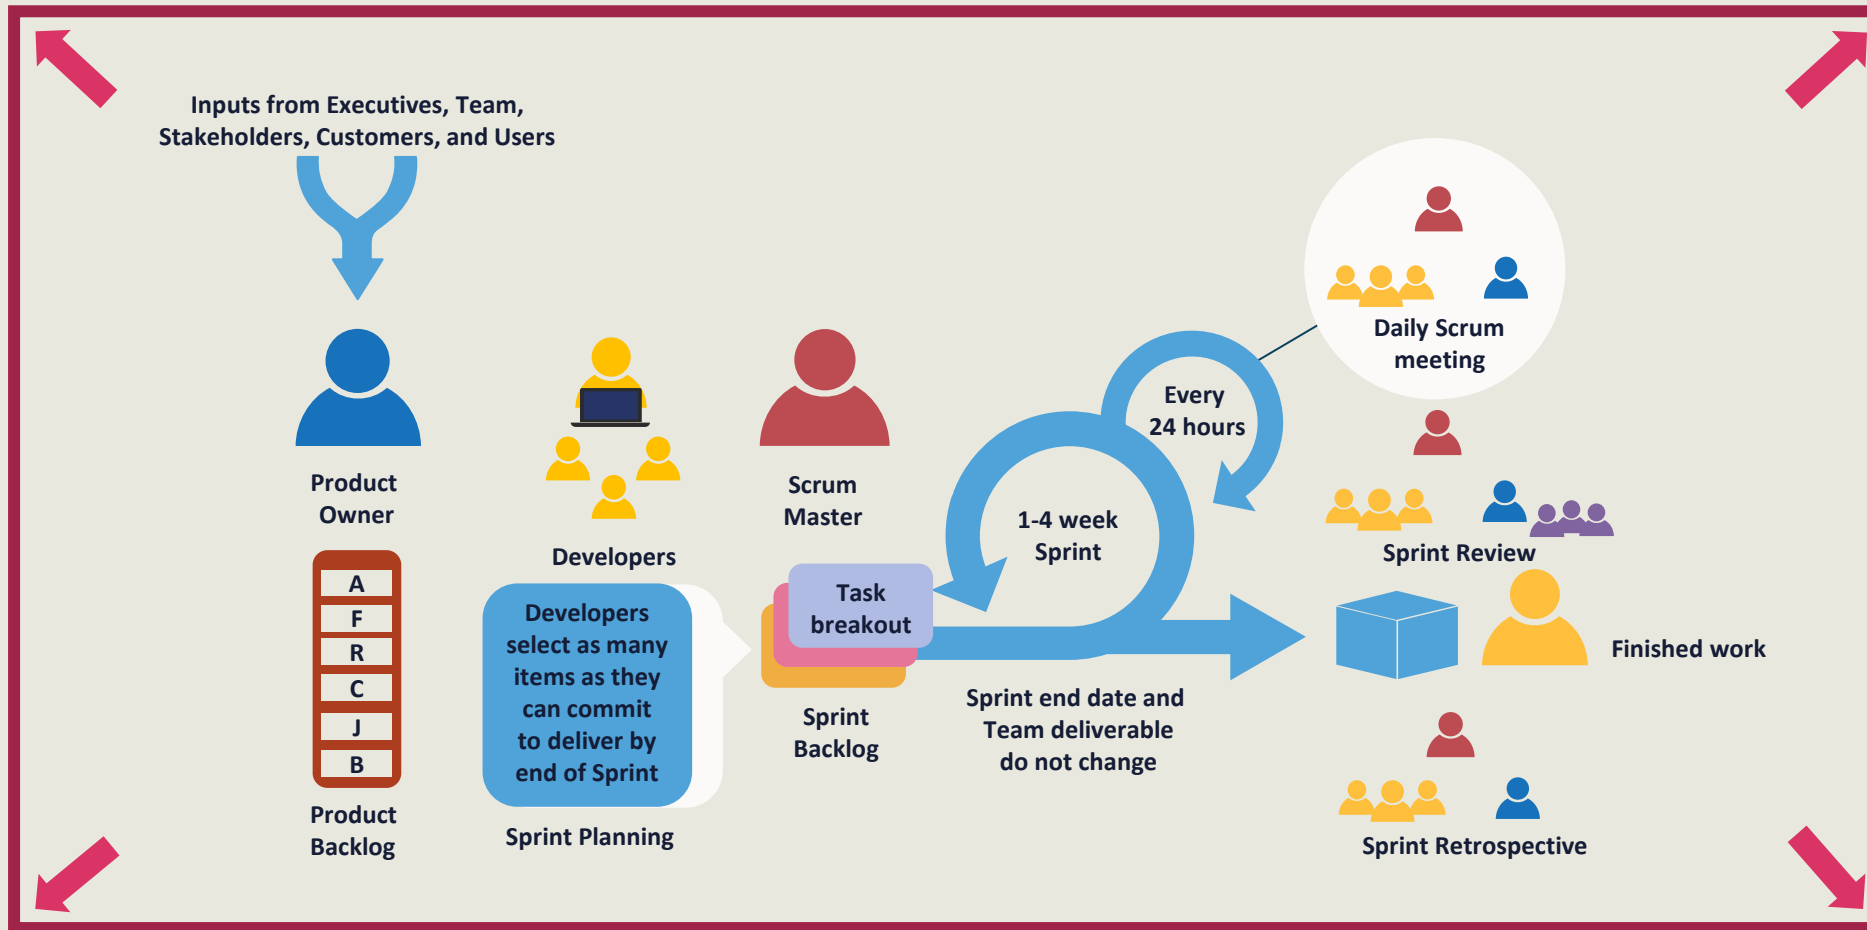 Inputs from Executives, Team,
Stakeholders, Customers, and Users
Product
Owner
A
F
R
C
J
B
Product
Backlog
Developers
Developers
select as many
items as they
can commit
to deliver by
end of Sprint
Sprint Planning
Scrum
Master
Task
breakout
Sprint
Backlog
1-4 week
Sprint
Every
24 hours
Sprint end date and
Team deliverable
do not change
Daily Scrum
meeting
Sprint Review
Finished work
Sprint Retrospective